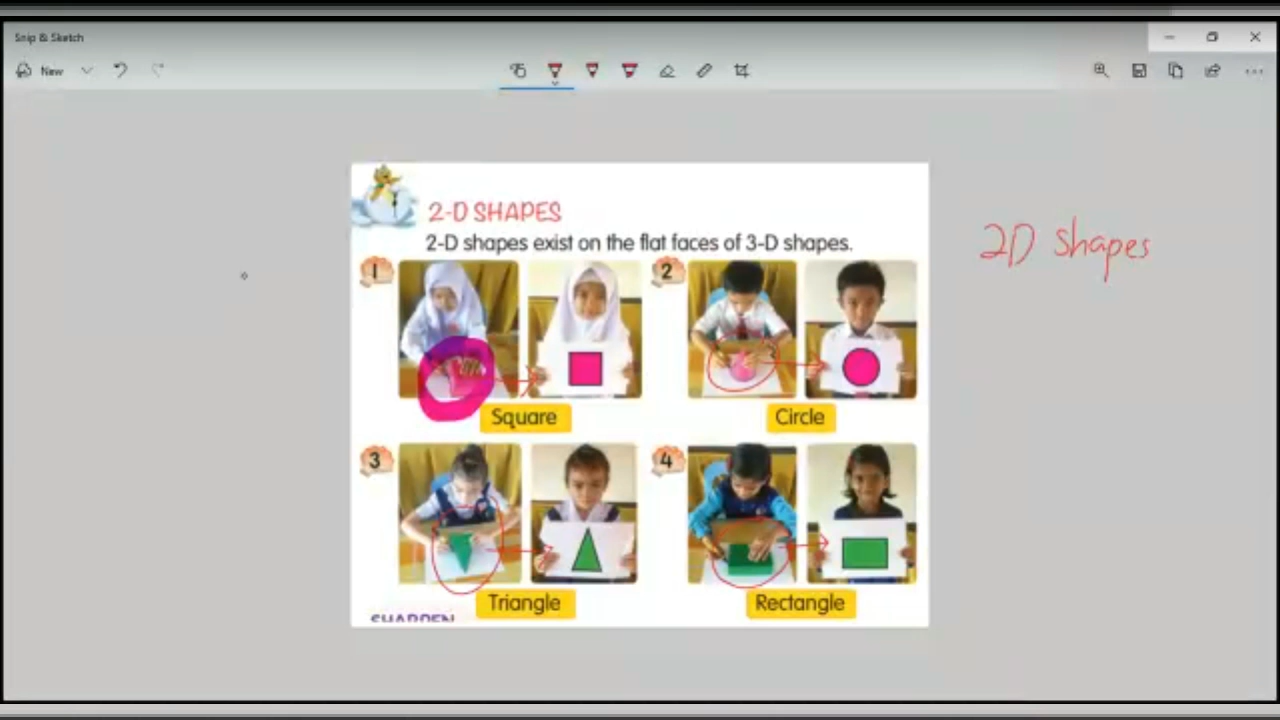 Snip & Sketch
New
2-D SHAPES
2-D shapes exist on the flat faces of 3-D shapes.
2D shapes
1
2
Square
Circle
3
4
Triangle
Rectangle
SHARPEN